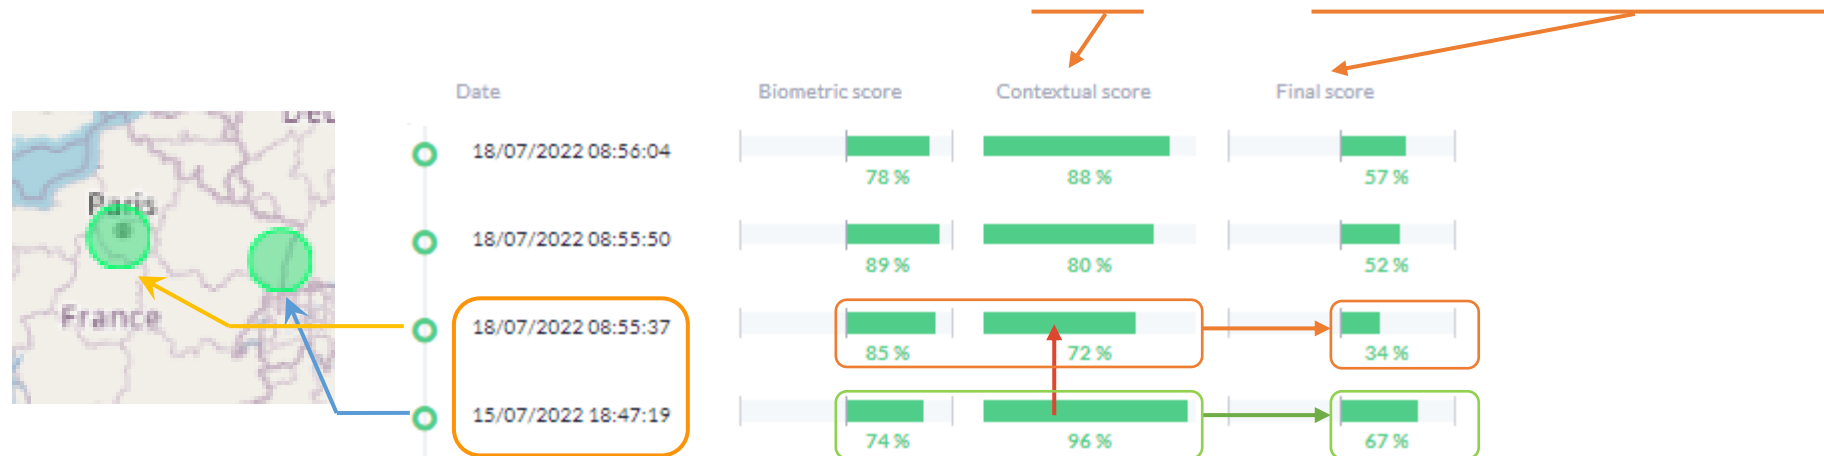 Date Biometric score Contextual score Final score
18/07/2022 08:56:04 78 % 88 % 57 %
18/07/2022 08:55:50 89 % 80 % 52 %
18/07/2022 08:55:37 85 % 72 % 34 %
15/07/2022 18:47:19 74 % 96 % 67 %
Paris
France